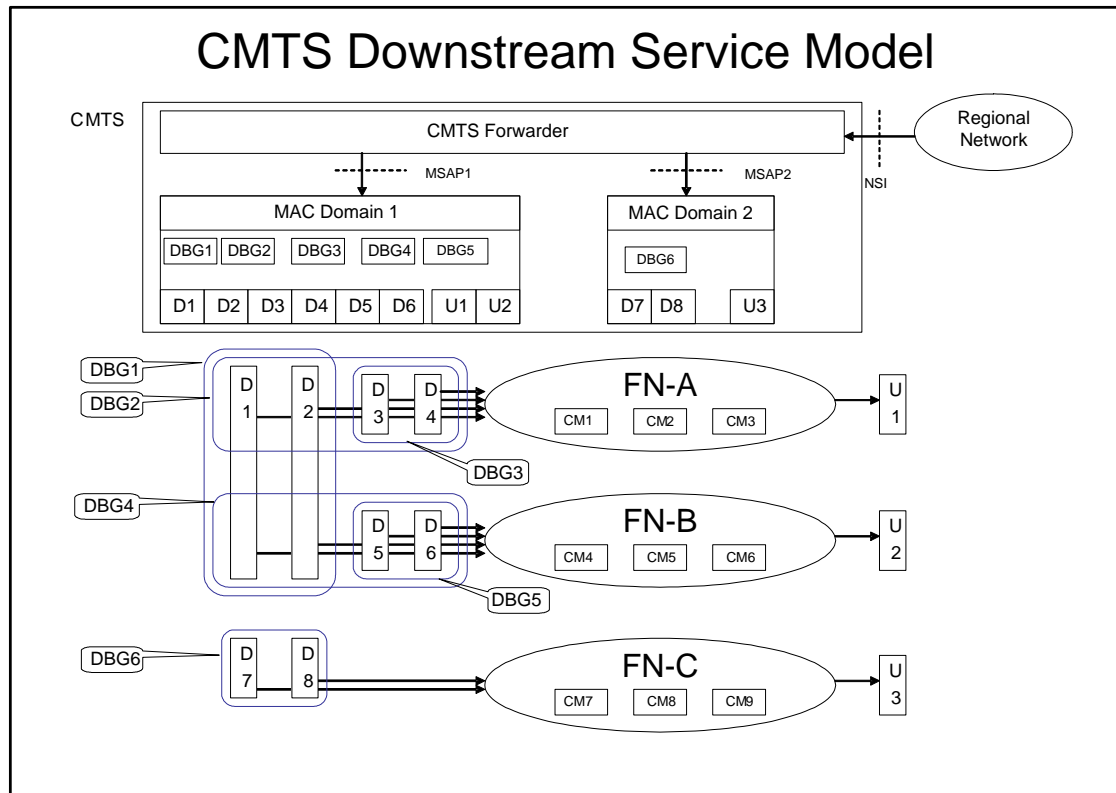 CMTS Downstream Service Model
CMTS
CMTS Forwarder
Regional
Network
MSAP1
MSAP2
NSI
MAC Domain 1
MAC Domain 2
DBG1
DBG2
DBG3
DBG4
DBG5
DBG6
D1
D2
D3
D4
D5
D6
U1
U2
D7
D8
U3
DBG1
DBG2
D
1
D
2
D
3
D
4
FN-A
CM1
CM2
CM3
U
1
DBG3
DBG4
D
5
D
6
FN-B
CM4
CM5
CM6
U
2
DBG5
DBG6
D
7
D
8
FN-C
CM7
CM8
CM9
U
3